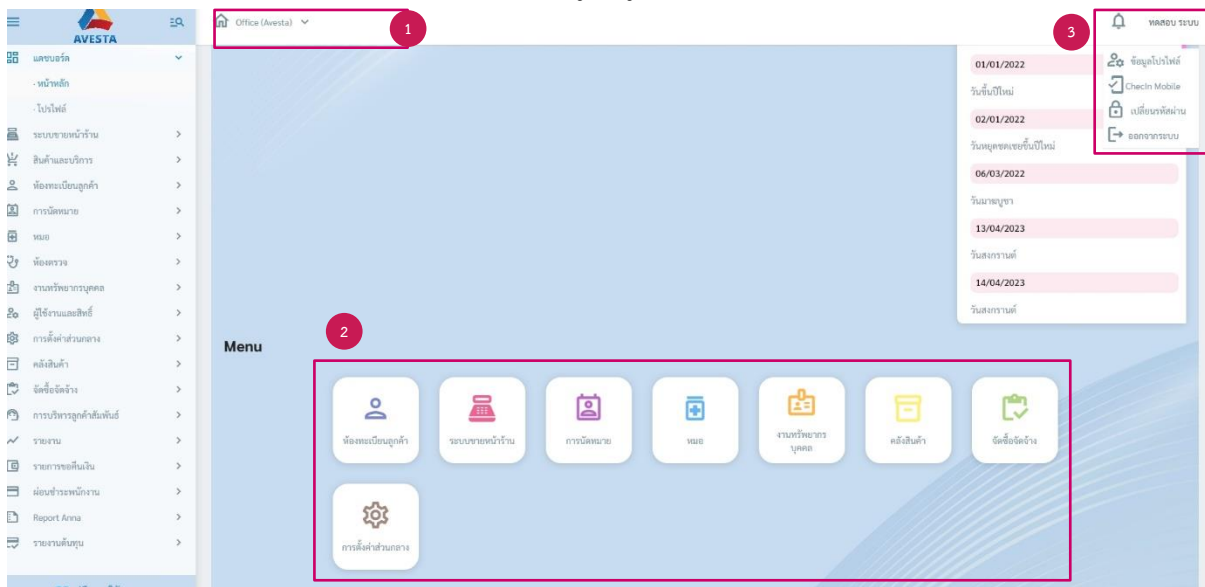 AVESTA
Office (Avesta)
1
3
ทดสอบ ระบบ
ข้อมูลโปรไฟล์
ChecIn Mobile
เปลี่ยนรหัสผ่าน
ออกจากระบบ
แดชบอร์ด
- หน้าหลัก
- โปรไฟล์
ระบบขายหน้าร้าน
สินค้าและบริการ
ห้องทะเบียนลูกค้า
การนัดหมาย
หมอ
ห้องตรวจ
งานทรัพยากรบุคคล
ผู้ใช้งานและสิทธิ์
การตั้งค่าส่วนกลาง
คลังสินค้า
จัดซื้อจัดจ้าง
การบริหารลูกค้าสัมพันธ์
รายงาน
รายการขอคืนเงิน
ผ่อนชำระพนักงาน
Report Anna
รายงานต้นทุน
01/01/2022
วันขึ้นปีใหม่
02/01/2022
วันหยุดชดเชยขึ้นปีใหม่
06/03/2022
วันมาฆบูชา
13/04/2023
วันสงกรานต์
14/04/2023
วันสงกรานต์
2
Menu
ห้องทะเบียนลูกค้า
ระบบขายหน้าร้าน
การนัดหมาย
หมอ
งานทรัพยากร
บุคคล
คลังสินค้า
จัดซื้อจัดจ้าง
การตั้งค่าส่วนกลาง